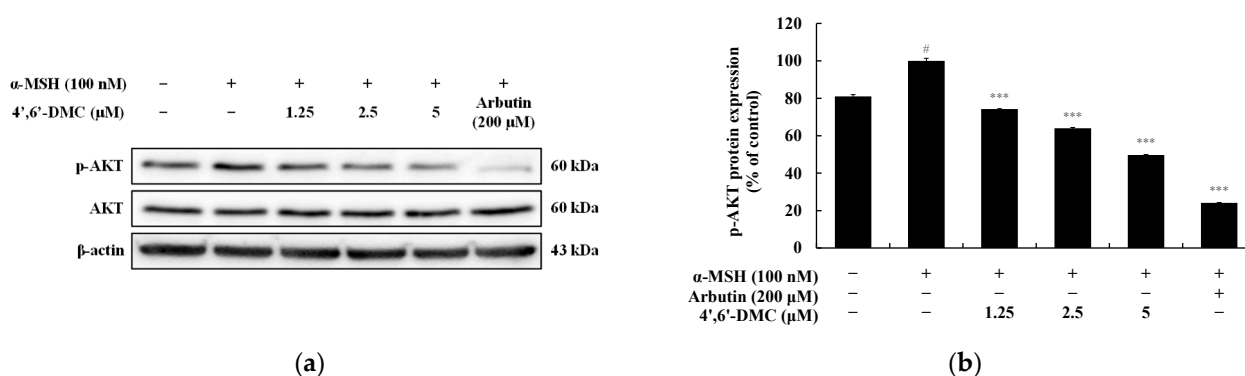 α-MSH (100 nM) − + + + + +
4',6'-DMC (μM) − − 1.25 2.5 5 Arbutin (200 μM)
p-AKT 60 kDa
AKT 60 kDa
β-actin 43 kDa
(a)
p-AKT protein expression
(% of control)
120
100
80
60
40
20
0
#
***
***
***
***
α-MSH (100 nM) − + + + + +
Arbutin (200 μM) − − − − − +
4',6'-DMC (μM) − − 1.25 2.5 5 −
(b)